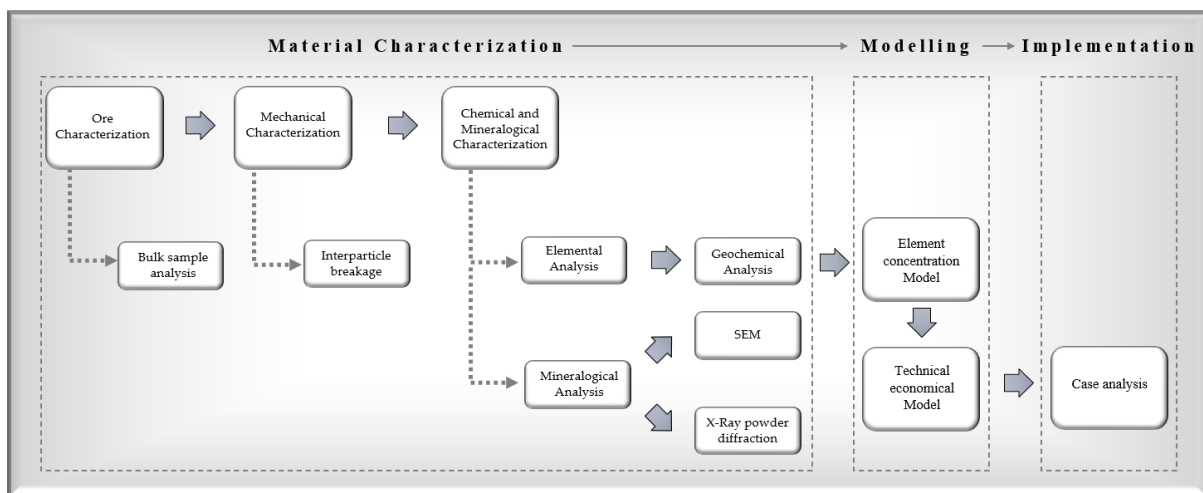 Material Characterization
Modelling
Implementation
Ore
Characterization
Mechanical
Characterization
Chemical and
Mineralogical
Characterization
Bulk sample
analysis
Interparticle
breakage
Elemental
Analysis
Geochemical
Analysis
Mineralogical
Analysis
SEM
X-Ray powder
diffraction
Element
concentration
Model
Technical
economical
Model
Case analysis